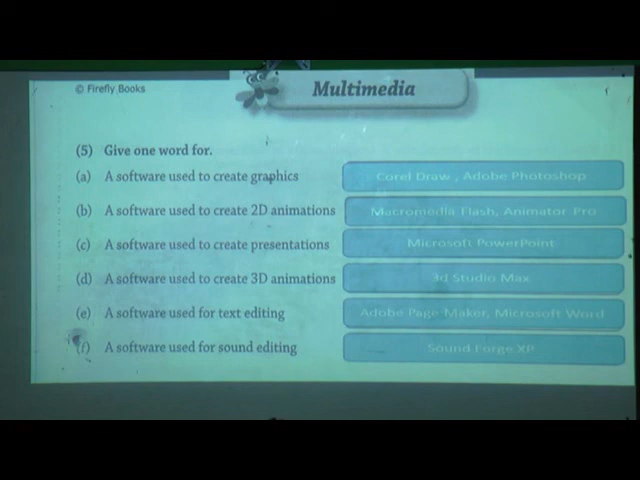 © Firefly Books
Multimedia
(5) Give one word for.
(a) A software used to create graphics
Corel Draw , Adobe Photoshop
(b) A software used to create 2D animations
Macromedia Flash, Animator Pro
(c) A software used to create presentations
Microsoft PowerPoint
(d) A software used to create 3D animations
3d Studio Max
(e) A software used for text editing
Adobe Page Maker, Microsoft Word
(f) A software used for sound editing
Sound Forge XP